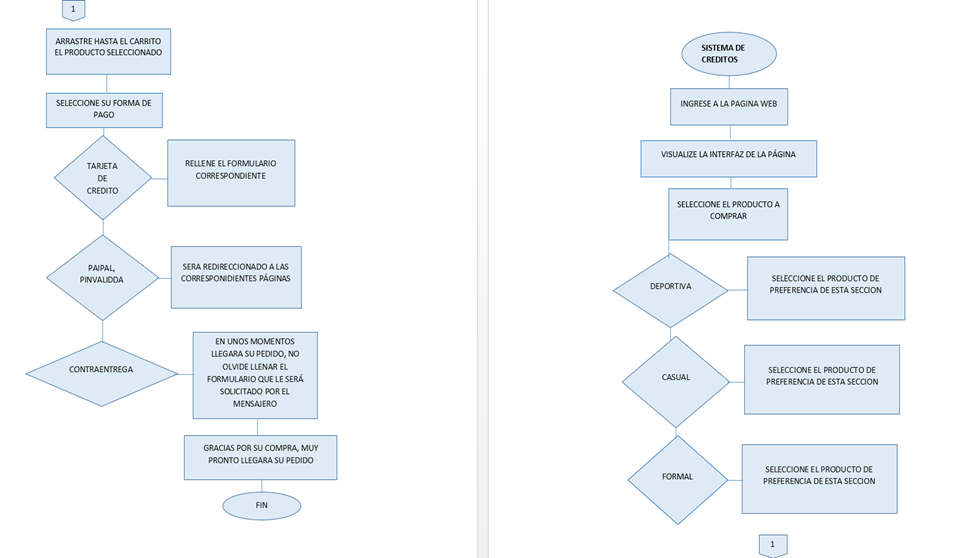 1
ARRASTRE HASTA EL CARRITO
EL PRODUCTO SELECCIONADO
SELECCIONE SU FORMA DE
PAGO
TARJETA
DE
CREDITO
RELLENE EL FORMULARIO
CORRESPONDIENTE
PAIPAL,
PINVALIDDA
SERA REDIRECCIONADO A LAS
CORRESPONIDIENTES PÁGINAS
CONTRAENTREGA
EN UNOS MOMENTOS
LLEGARA SU PEDIDO, NO
OLVIDE LLENAR EL
FORMULARIO QUE LE SERÁ
SOLICITADO POR EL
MENSAJERO
GRACIAS POR SU COMPRA, MUY
PRONTO LLEGARA SU PEDIDO
FIN
SISTEMA DE
CREDITOS
INGRESE A LA PAGINA WEB
VISUALIZE LA INTERFAZ DE LA PÁGINA
SELECCIONE EL PRODUCTO A
COMPRAR
DEPORTIVA
SELECCIONE EL PRODUCTO DE
PREFERENCIA DE ESTA SECCION
CASUAL
SELECCIONE EL PRODUCTO DE
PREFERENCIA DE ESTA SECCION
FORMAL
SELECCIONE EL PRODUCTO DE
PREFERENCIA DE ESTA SECCION
1